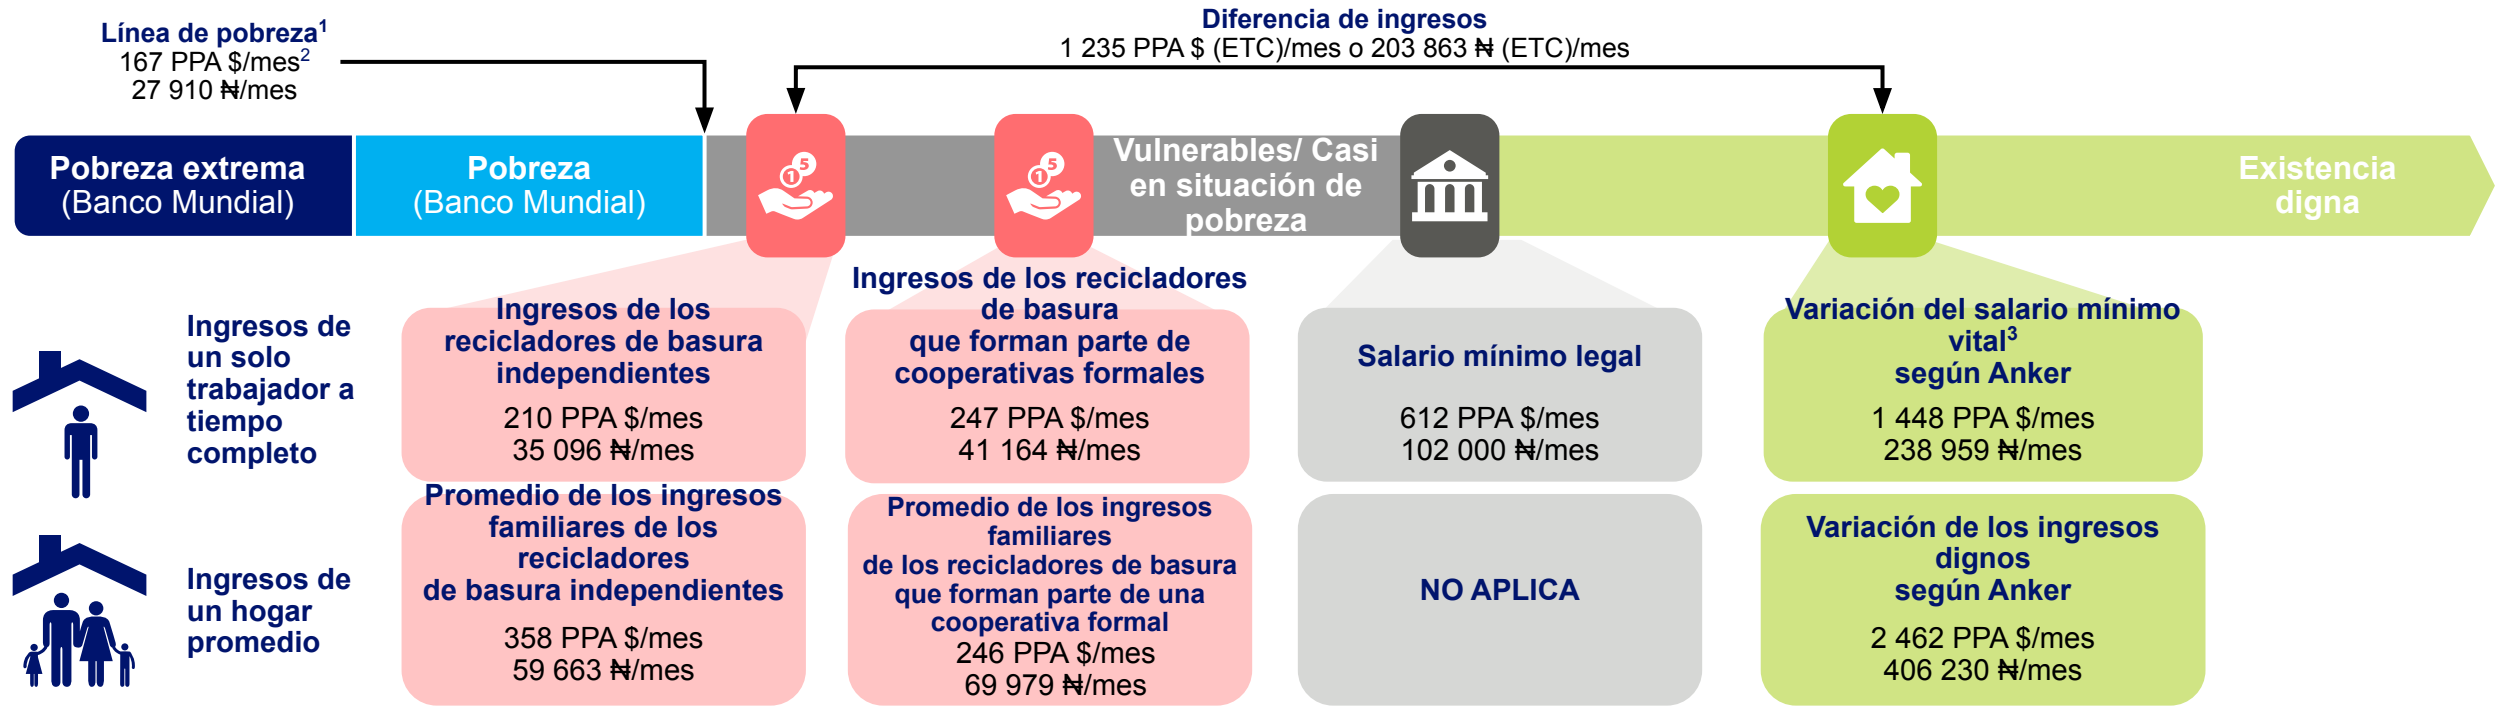 Línea de pobreza¹
167 PPA $/mes²
27 910 ₦/mes
Diferencia de ingresos
1 235 PPA $ (ETC)/mes o 203 863 ₦ (ETC)/mes
Pobreza extrema
(Banco Mundial)
Pobreza
(Banco Mundial)
1 5
1 5
Vulnerables/ Casi
en situación de
pobreza
Existencia
digna
Ingresos de
un solo
trabajador a
tiempo
completo
Ingresos de los
recicladores de basura
independientes
210 PPA $/mes
35 096 ₦/mes
Ingresos de los recicladores
de basura
que forman parte de
cooperativas formales
247 PPA $/mes
41 164 ₦/mes
Salario mínimo legal
612 PPA $/mes
102 000 ₦/mes
Variación del salario mínimo
vital³
según Anker
1 448 PPA $/mes
238 959 ₦/mes
Ingresos de
un hogar
promedio
Promedio de los ingresos
familiares de los
recicladores
de basura independientes
358 PPA $/mes
59 663 ₦/mes
Promedio de los ingresos
familiares
de los recicladores de basura
que forman parte de una
cooperativa formal
246 PPA $/mes
69 979 ₦/mes
NO APLICA
Variación de los ingresos
dignos
según Anker
2 462 PPA $/mes
406 230 ₦/mes